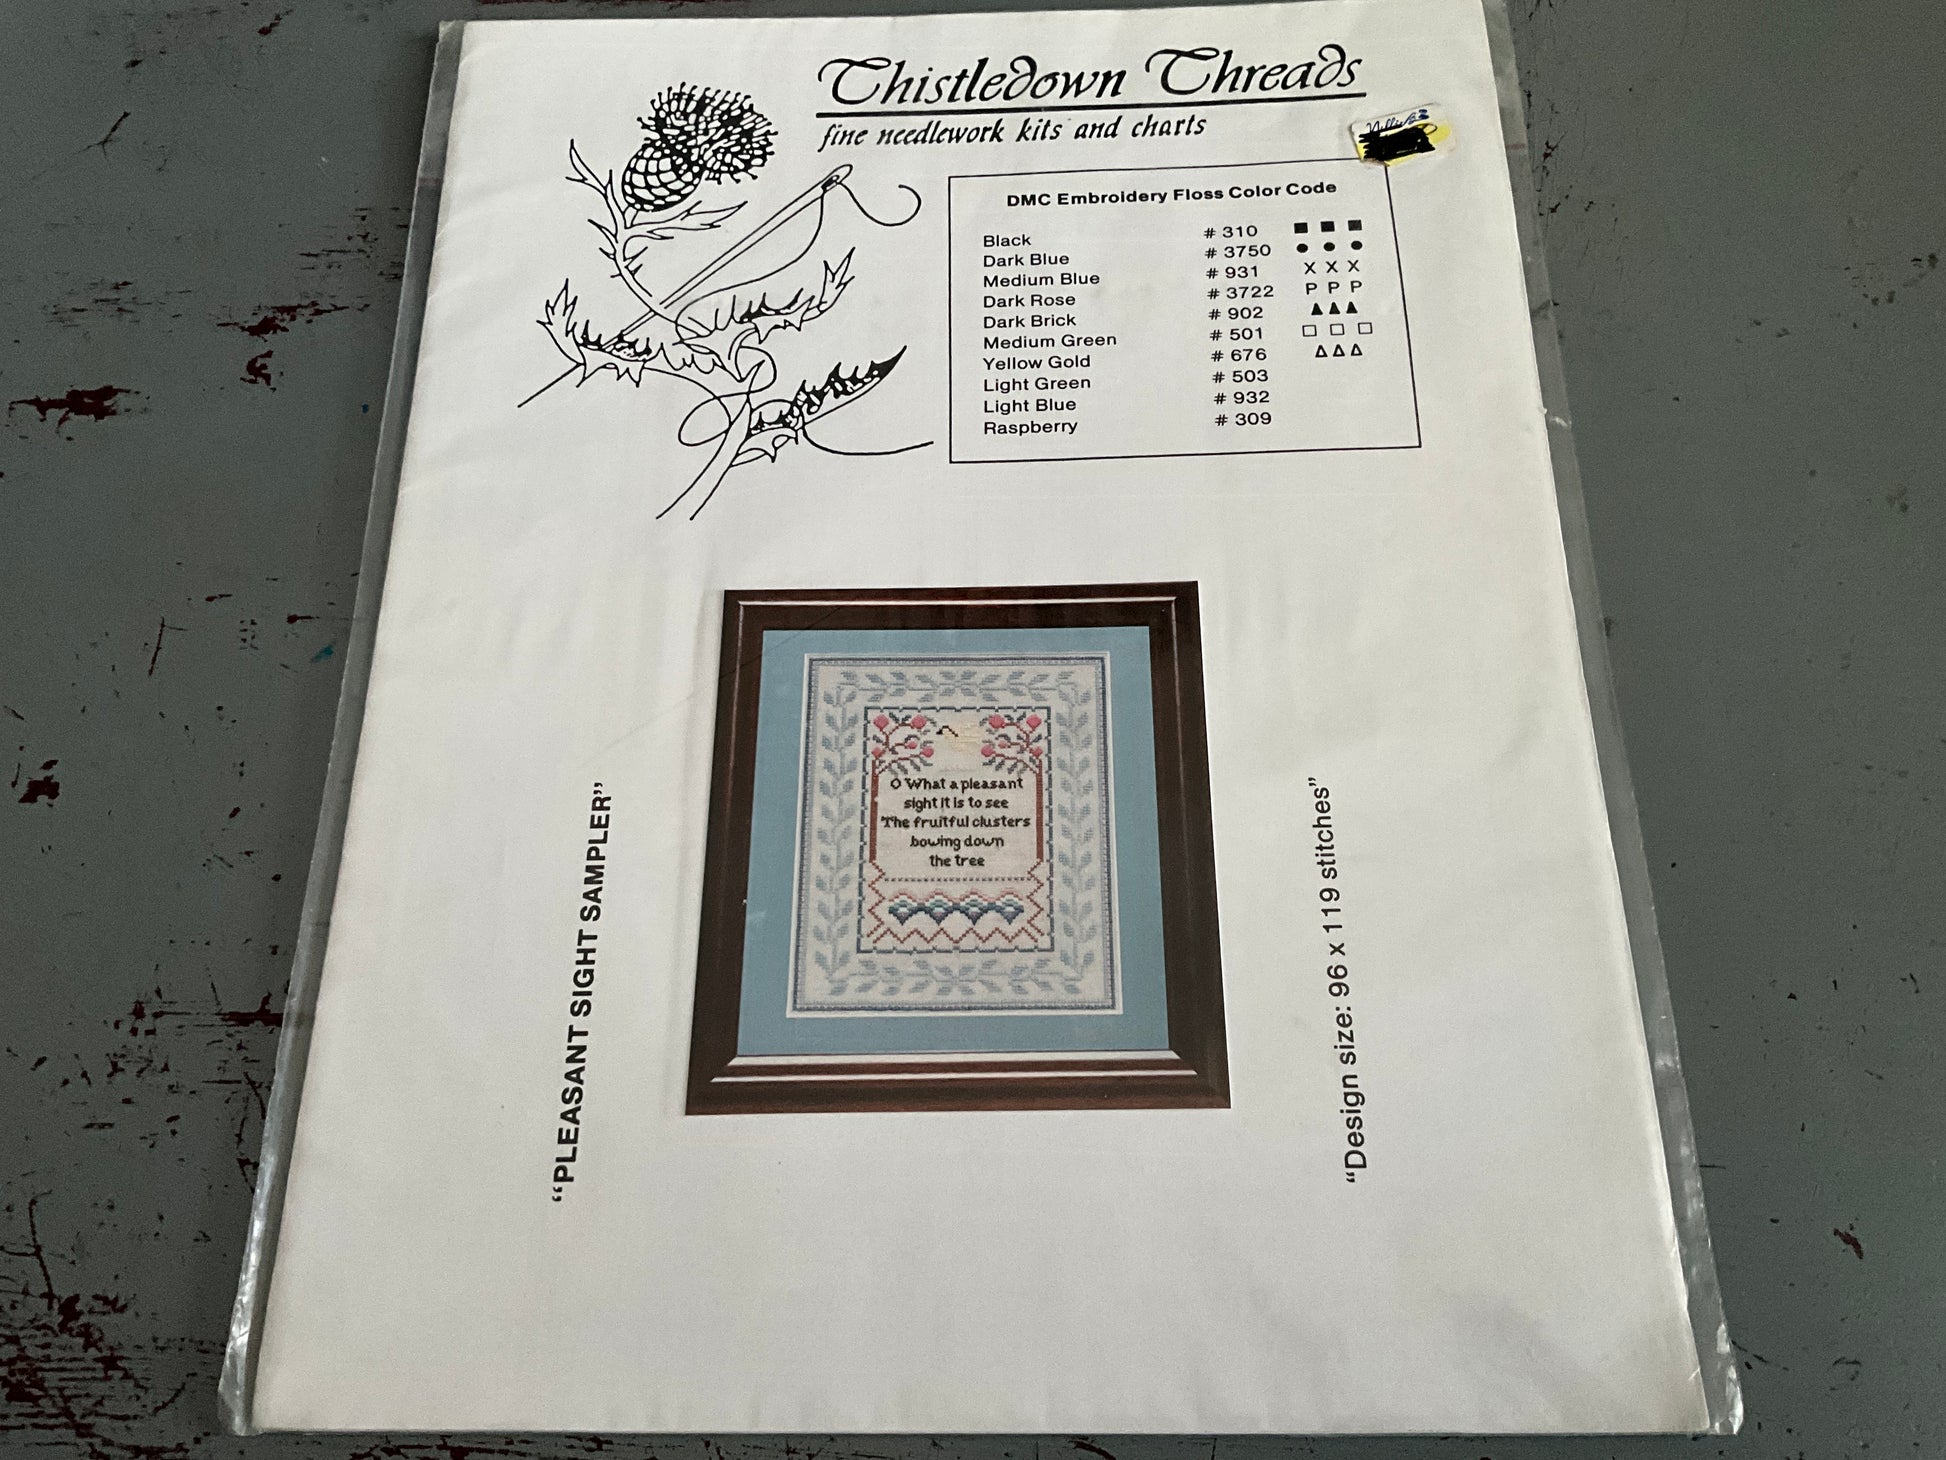 Thistledown Threads
fine needlework kits and charts
DMC Embroidery Floss Color Code
Black # 310 ■ ■ ■
Dark Blue # 3750 ● ● ●
Medium Blue # 931 X X X
Dark Rose # 3722 P P P
Dark Brick # 902 ▲ ▲ ▲
Medium Green # 501 □ □ □
Yellow Gold # 676 △ △ △
Light Green # 503
Light Blue # 932
Raspberry # 309
O What a pleasant
sight it is to see
The fruitful clusters
bowing down
the tree
“PLEASANT SIGHT SAMPLER”
“Design size: 96 x 119 stitches”